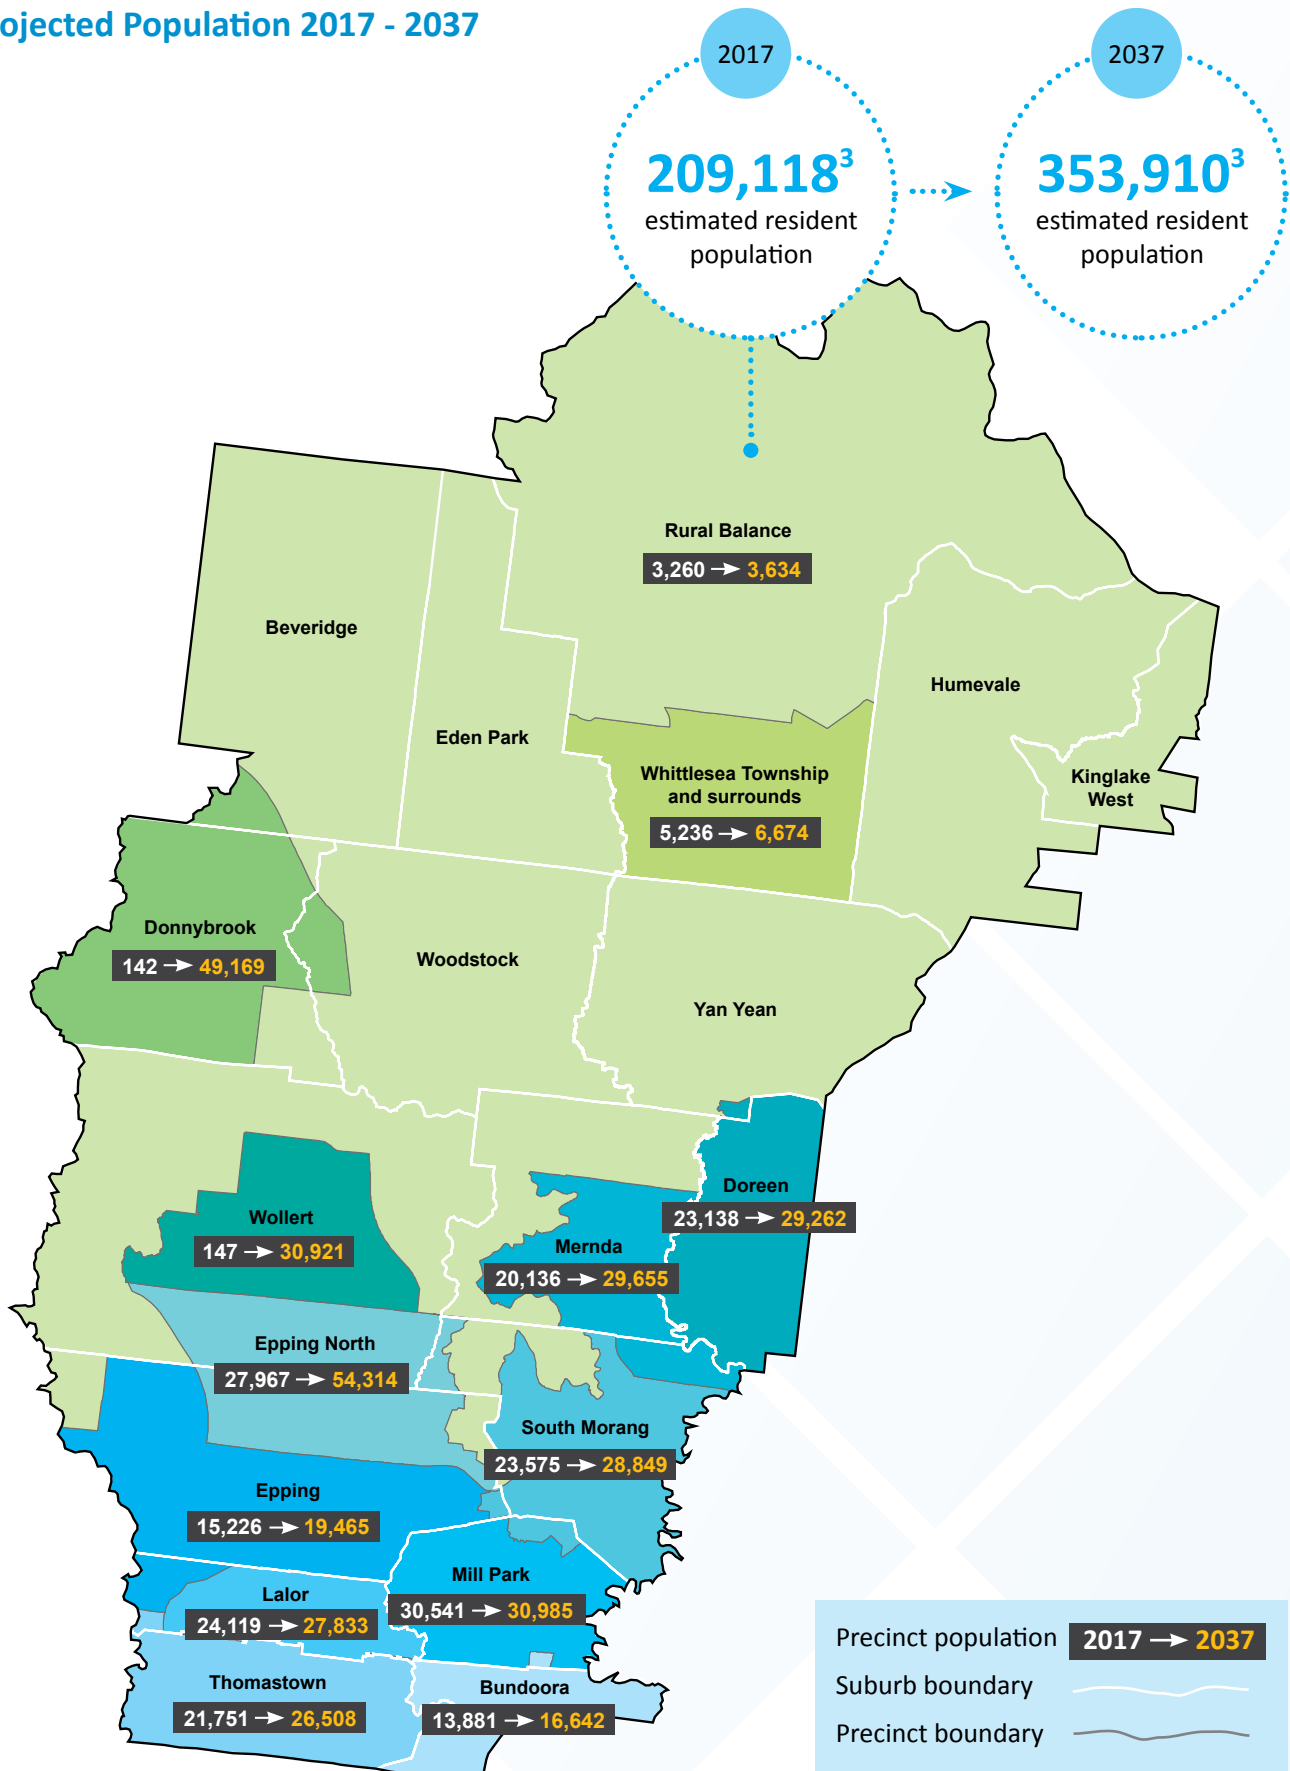 ojected Population 2017 - 2037
2017
209,118³
estimated resident
population
2037
353,910³
estimated resident
population
Rural Balance
3,260 → 3,634
Beveridge
Humevale
Eden Park
Whittlesea Township
and surrounds
5,236 → 6,674
Kinglake
West
Donnybrook
142 → 49,169
Woodstock
Yan Yean
Doreen
23,138 → 29,262
Wollert
147 → 30,921
Mernda
20,136 → 29,655
Epping North
27,967 → 54,314
South Morang
23,575 → 28,849
Epping
15,226 → 19,465
Mill Park
30,541 → 30,985
Lalor
24,119 → 27,833
Thomastown
21,751 → 26,508
Bundoora
13,881 → 16,642
Precinct population 2017 → 2037
Suburb boundary
Precinct boundary